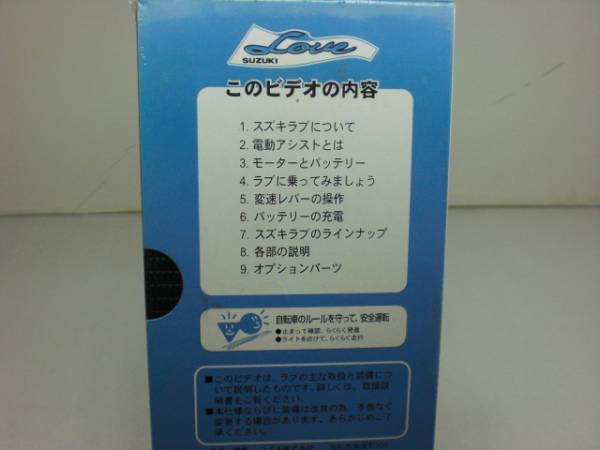 Love
SUZUKI
このビデオの内容
1. スズキラブについて
2. 電動アシストとは
3. モーターとバッテリー
4. ラブに乗ってみましょう
5. 変速レバーの操作
6. バッテリーの充電
7. スズキラブのラインナップ
8. 各部の説明
9. オプションパーツ
自転車のルールを守って、安全運転
●止まって確認、らくらく発進
●ライトを点けて、らくらく走行
■このビデオは、ラブの主な取扱と装備につ
いて説明したものです。詳しくは、取扱説
明書をご覧ください。
■本仕様ならびに装備は改良の為、予告なく
変更する場合があります。あらかじめご了
承ください。